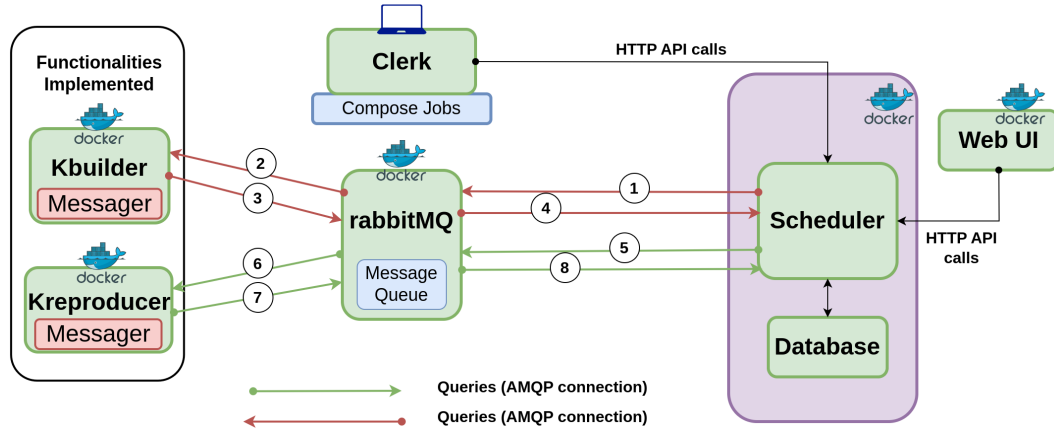 Functionalities
Implemented
docker
Kbuilder
Messager
docker
Kreproducer
Messager
Clerk
Compose Jobs
docker
rabbitMQ
Message
Queue
HTTP API calls
docker
Scheduler
Database
docker
Web UI
HTTP API
calls
2
3
6
7
1
4
5
8
Queries (AMQP connection)
Queries (AMQP connection)